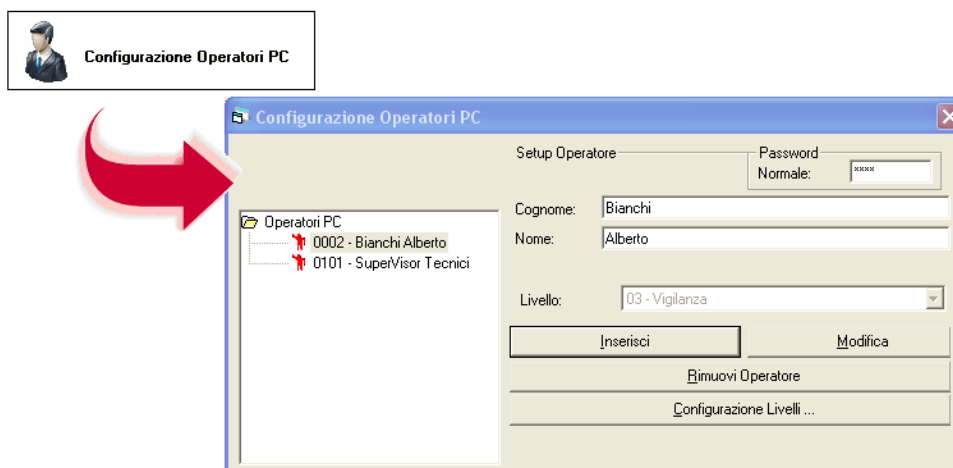 Configurazione Operatori PC
Configurazione Operatori PC
Setup Operatore
Password
Normale: ****
Cognome: Bianchi
Nome: Alberto
Livello: 03 - Vigilanza
Operatori PC
0002 - Bianchi Alberto
0101 - SuperVisor Tecnici
Inserisci Modifica
Rimuovi Operatore
Configurazione Livelli ...